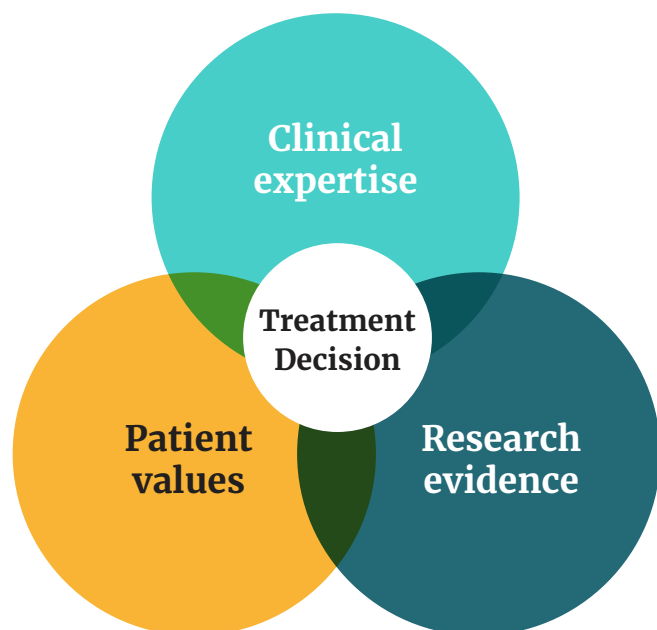 Clinical
expertise
Treatment
Decision
Patient
values
Research
evidence